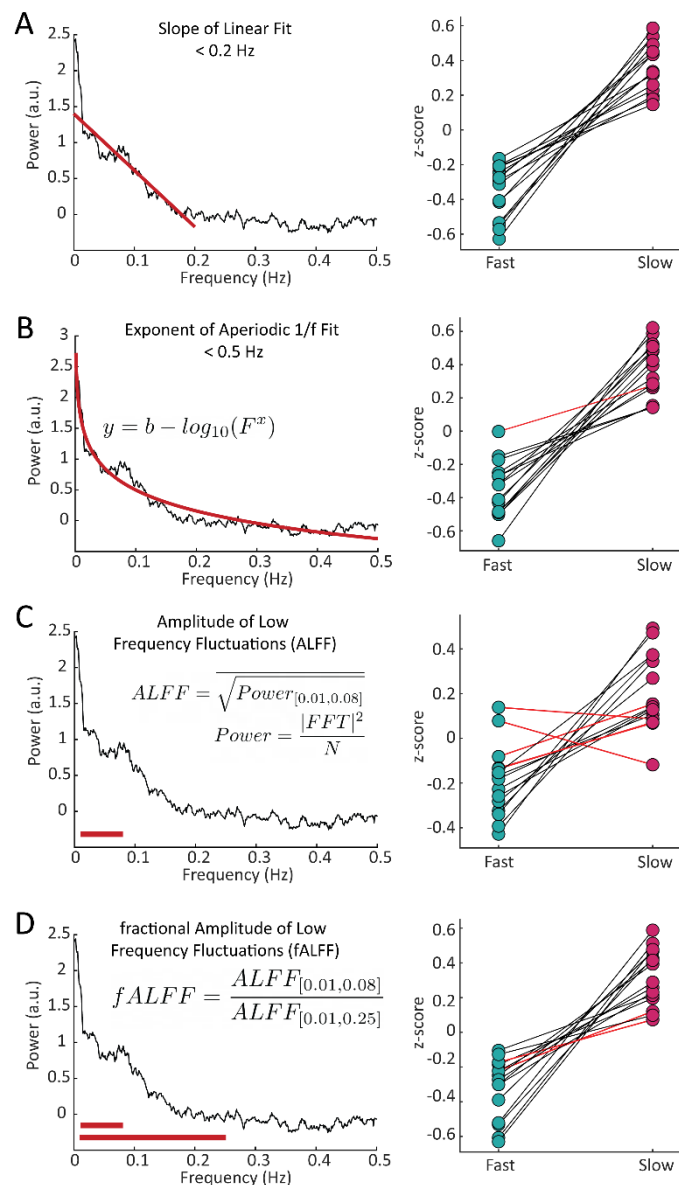 A
Slope of Linear Fit
< 0.2 Hz
Power (a.u.)
2.5
2
1.5
1
0.5
0
0
0.1
0.2
0.3
0.4
0.5
Frequency (Hz)
z-score
0.6
0.4
0.2
0
-0.2
-0.4
-0.6
Fast
Slow
B
Exponent of Aperiodic 1/f Fit
< 0.5 Hz
y = b − log10(F^x)
Power (a.u.)
3
2.5
2
1.5
1
0.5
0
0
0.1
0.2
0.3
0.4
0.5
Frequency (Hz)
z-score
0.6
0.4
0.2
0
-0.2
-0.4
-0.6
Fast
Slow
C
Amplitude of Low
Frequency Fluctuations (ALFF)
ALFF = √Power[0.01,0.08]
Power = |FFT|²/N
Power (a.u.)
2.5
2
1.5
1
0.5
0
0
0.1
0.2
0.3
0.4
0.5
Frequency (Hz)
z-score
0.4
0.2
0
-0.2
-0.4
Fast
Slow
D
fractional Amplitude of Low
Frequency Fluctuations (fALFF)
fALFF = ALFF[0.01,0.08]/ALFF[0.01,0.25]
Power (a.u.)
2.5
2
1.5
1
0.5
0
0
0.1
0.2
0.3
0.4
0.5
Frequency (Hz)
z-score
0.6
0.4
0.2
0
-0.2
-0.4
-0.6
Fast
Slow